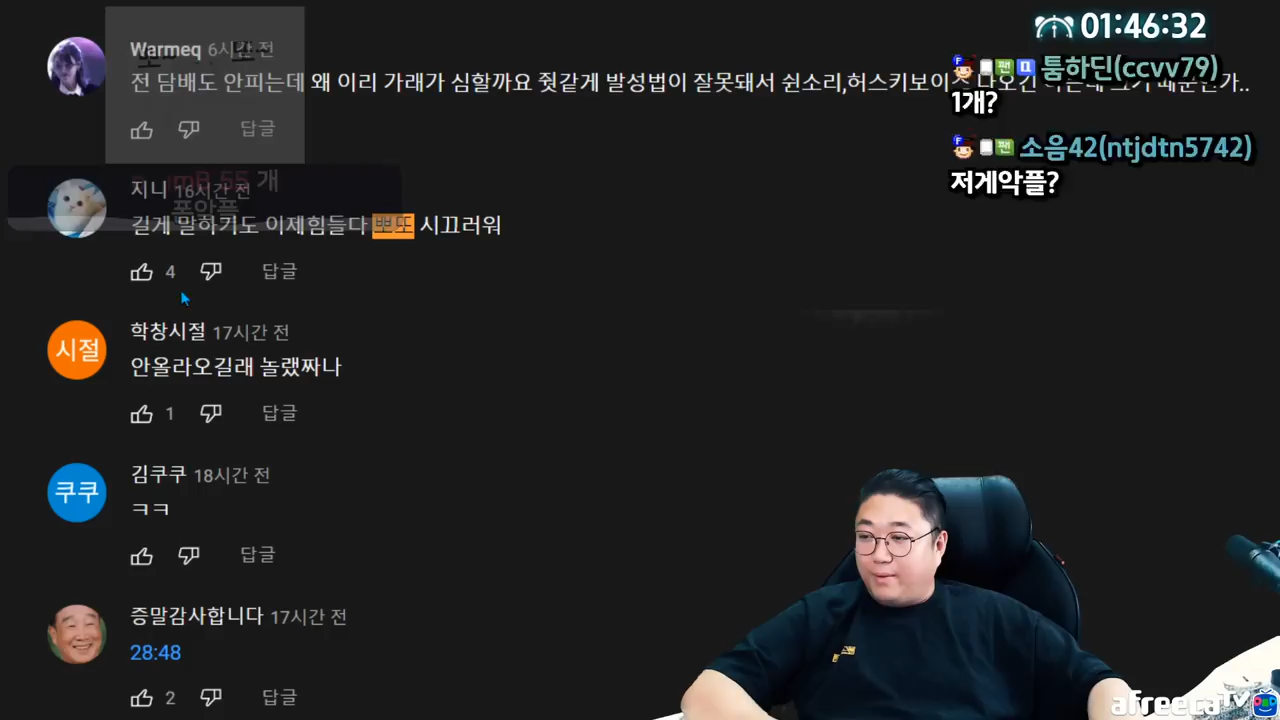 01:46:32
Warmeq 6시간 전
전 담배도 안피는데 왜 이리 가래가 심할까요 줫같게 발성법이 잘못돼서 쉰소리,허스키보이
답글
툼하딘(ccvv79)
1개?
소음42(ntjdtn5742)
저게악플?
55 개
지니 16시간 전
길게 말하기도 이제힘들다 뽀또 시끄러워
4 답글
시절
학창시절 17시간 전
안올라오길래 놀랬짜나
1 답글
쿠쿠
김쿠쿠 18시간 전
ㅋㅋ
답글
증말감사합니다 17시간 전
28:48
2 답글
afreecaTV